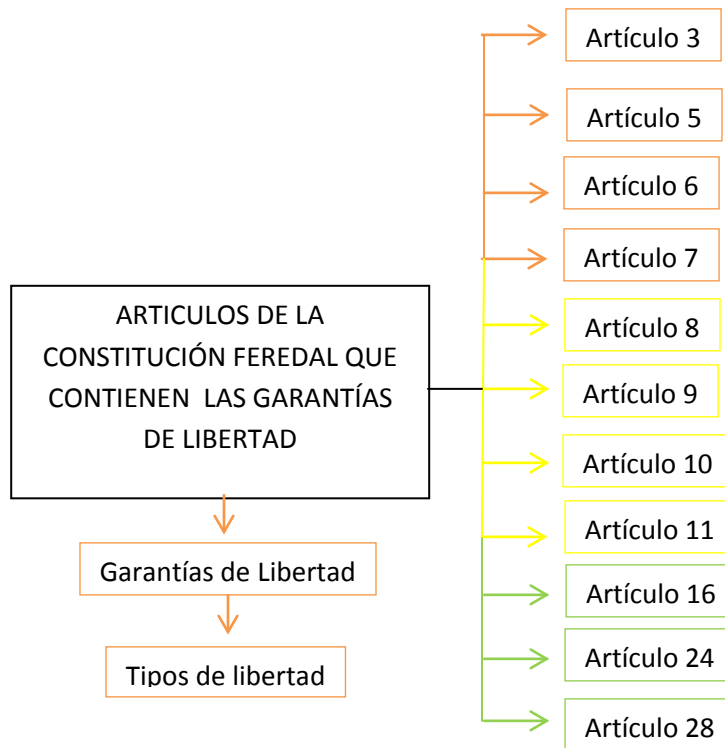 ARTICULOS DE LA
CONSTITUCIÓN FEREDAL QUE
CONTIENEN LAS GARANTÍAS
DE LIBERTAD
Garantías de Libertad
Tipos de libertad
Artículo 3
Artículo 5
Artículo 6
Artículo 7
Artículo 8
Artículo 9
Artículo 10
Artículo 11
Artículo 16
Artículo 24
Artículo 28